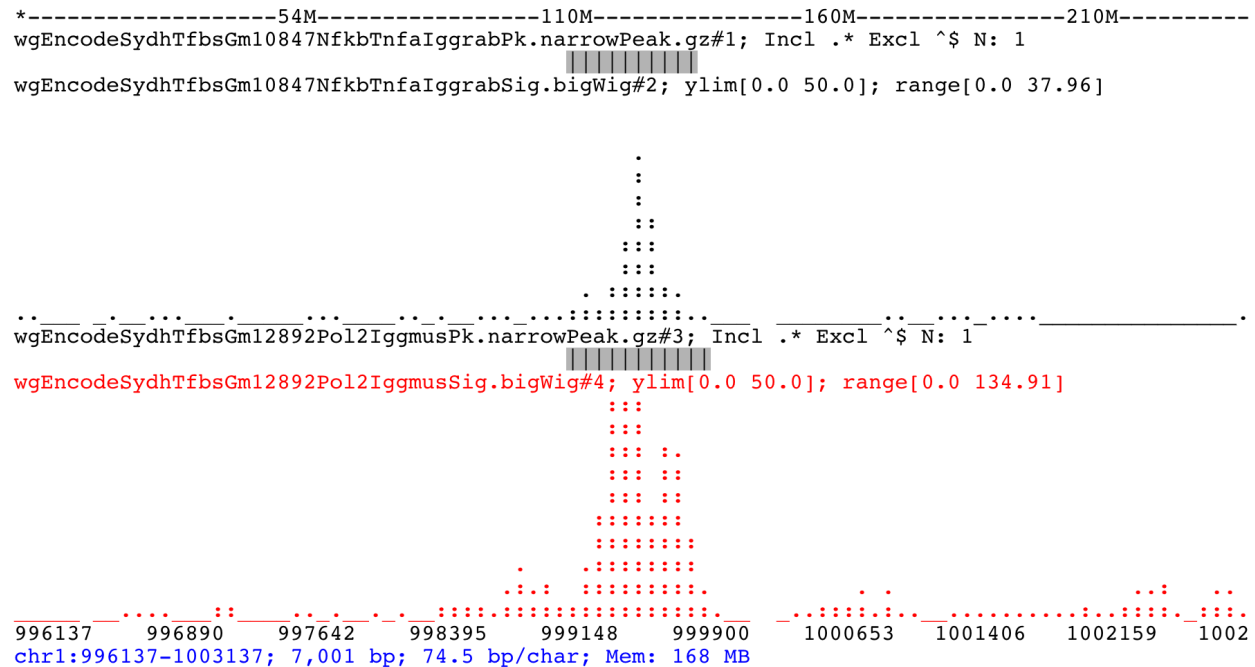 *-------------------54M-----------------110M----------------160M----------------210M----------
wgEncodeSydhTfbsGm10847NfkbTnfaIggrabPk.narrowPeak.gz#1; Incl .* Excl ^$ N: 1
||||||||||
wgEncodeSydhTfbsGm10847NfkbTnfaIggrabSig.bigWig#2; ylim[0.0 50.0]; range[0.0 37.96]
wgEncodeSydhTfbsGm12892Pol2IggmusPk.narrowPeak.gz#3; Incl .* Excl ^$ N: 1
|||||||||||
wgEncodeSydhTfbsGm12892Pol2IggmusSig.bigWig#4; ylim[0.0 50.0]; range[0.0 134.91]
996137 996890 997642 998395 999148 999900 1000653 1001406 1002159 1002
chr1:996137-1003137; 7,001 bp; 74.5 bp/char; Mem: 168 MB